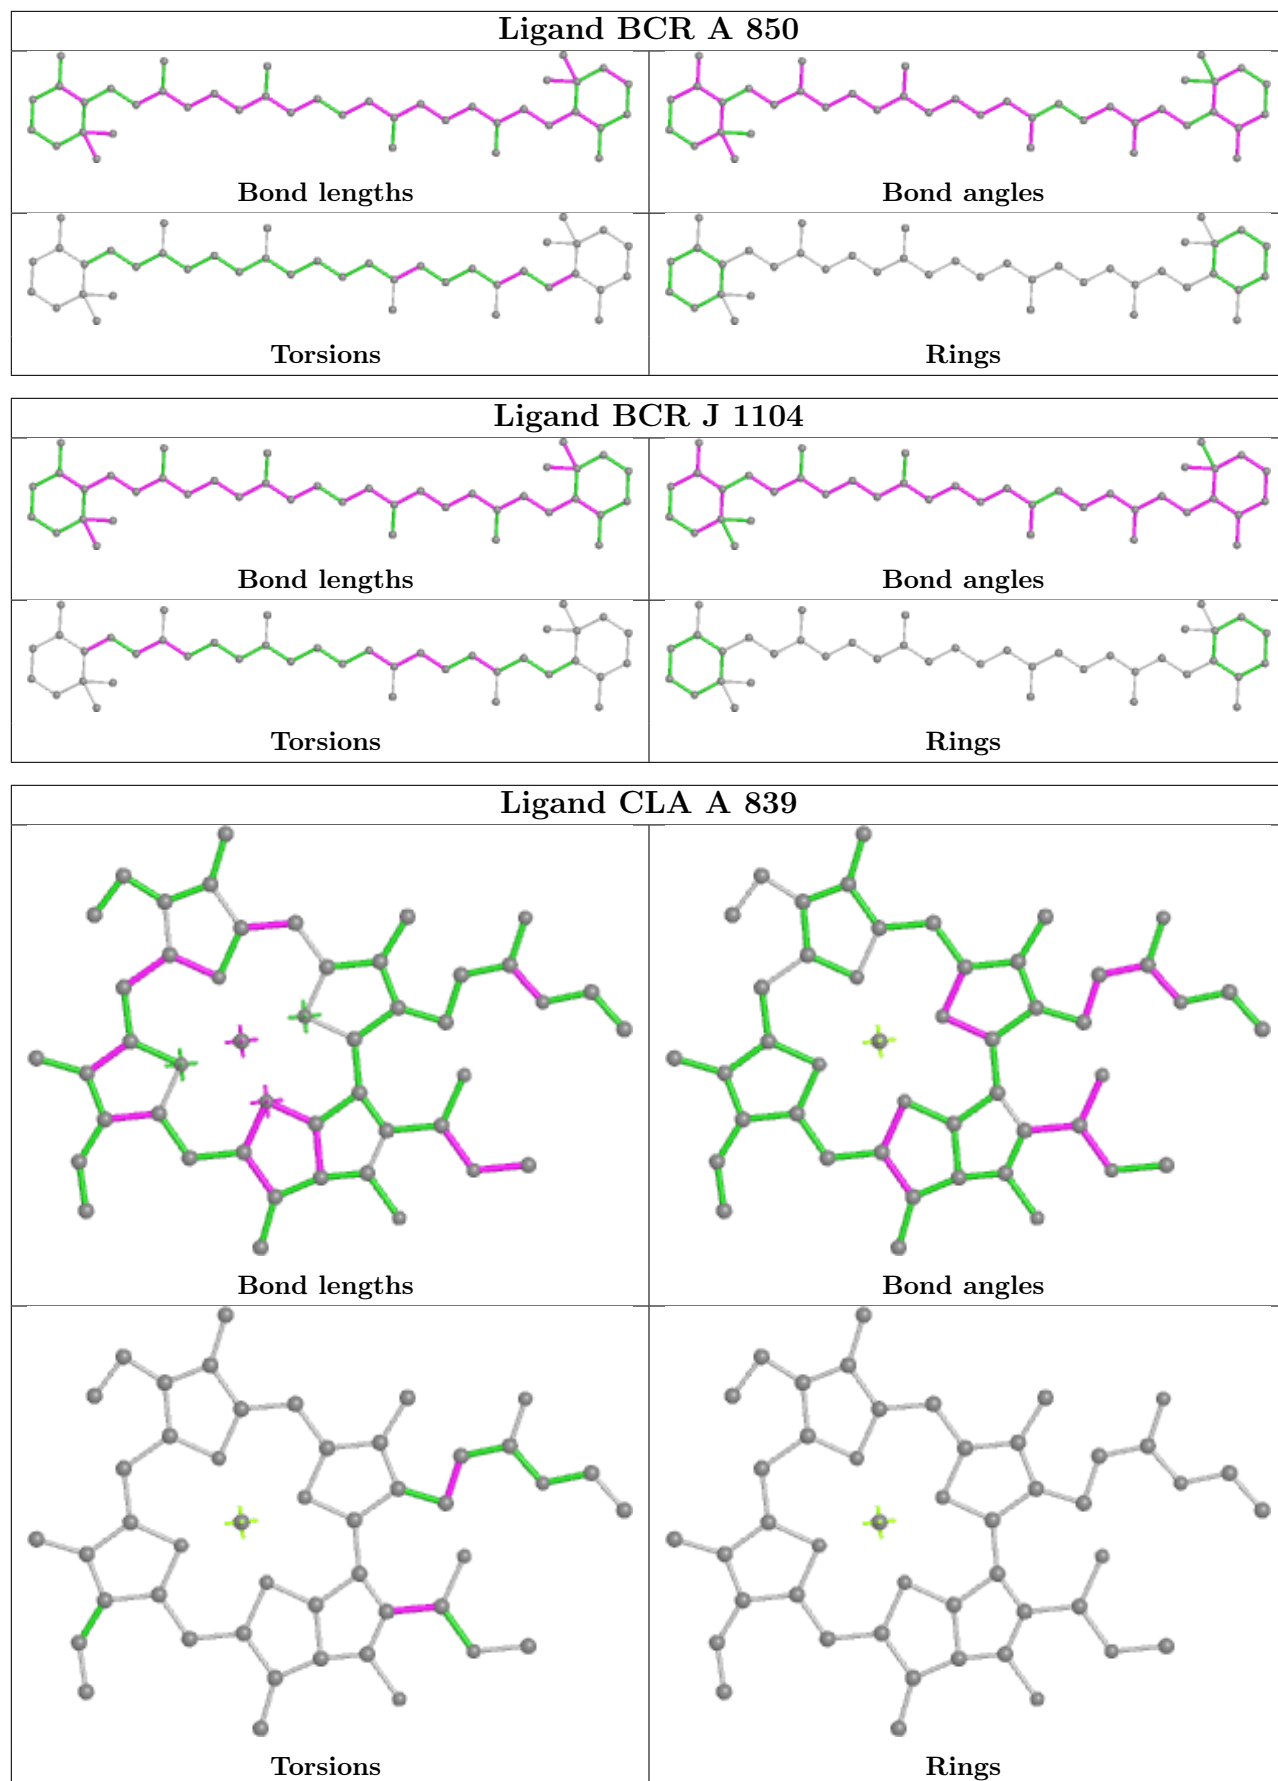 Ligand BCR A 850
Bond lengths
Bond angles
Torsions
Rings
Ligand BCR J 1104
Bond lengths
Bond angles
Torsions
Rings
Ligand CLA A 839
Bond lengths
Bond angles
Torsions
Rings